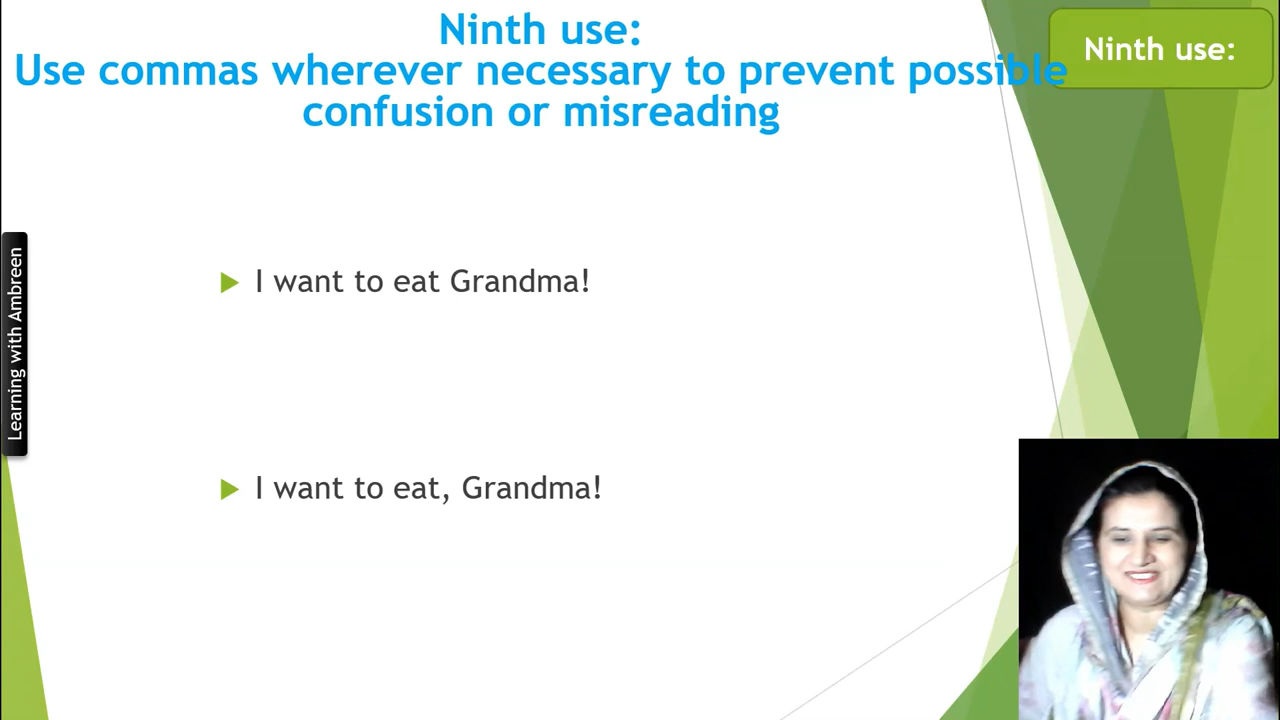 Ninth use:
Use commas wherever necessary to prevent possible
confusion or misreading
Ninth use:
I want to eat Grandma!
I want to eat, Grandma!
Learning with Ambreen